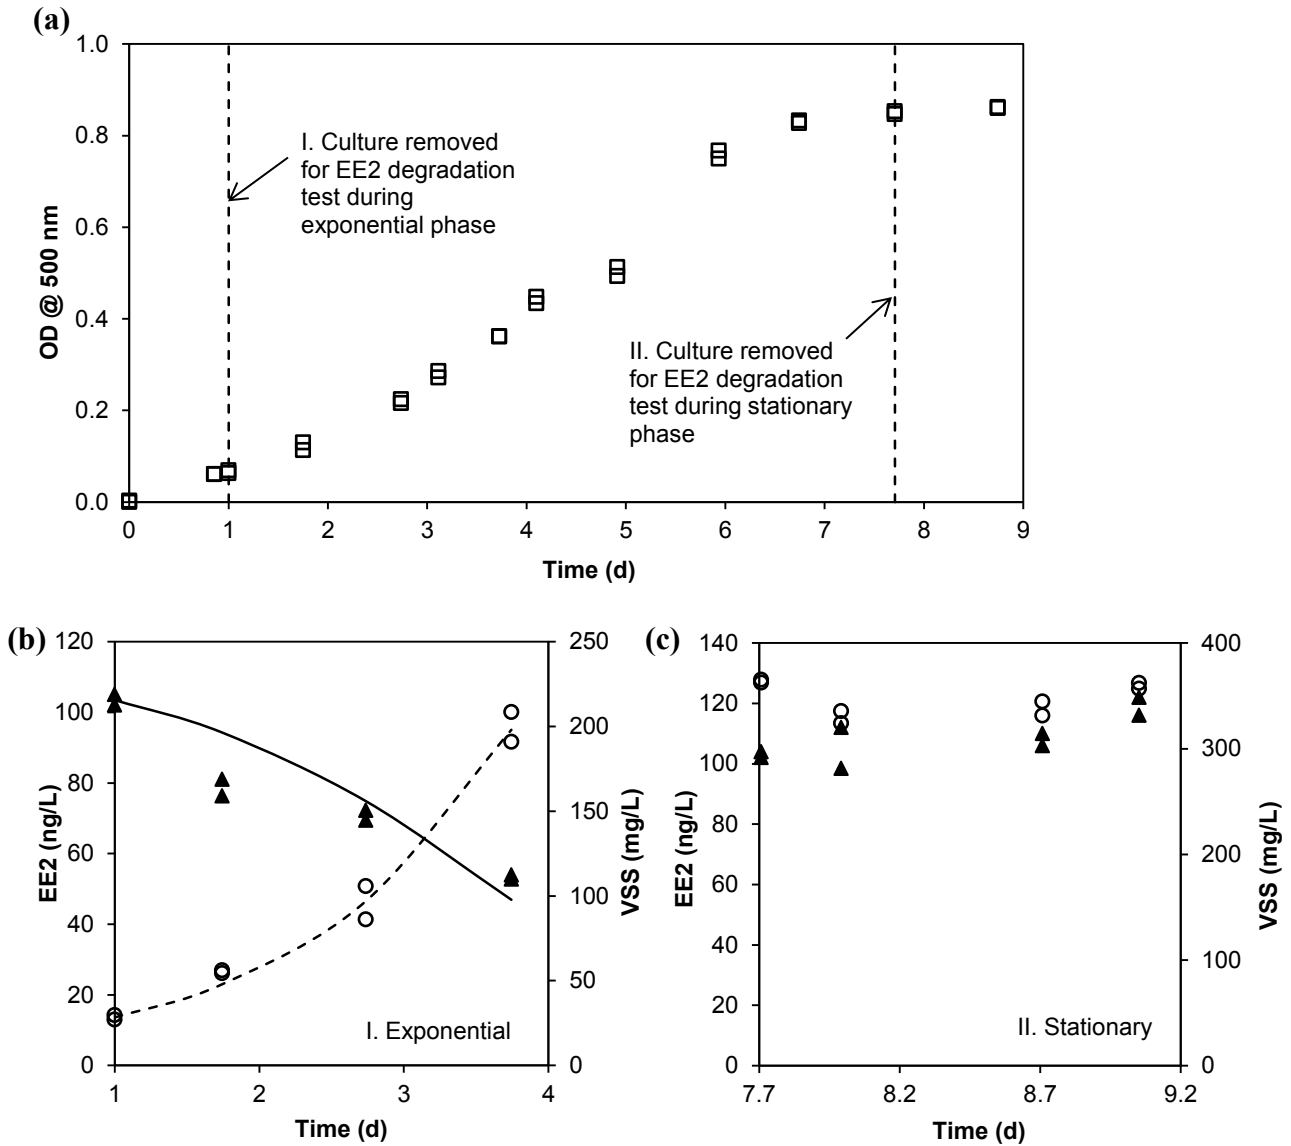 (a)
1.0
0.8
0.6
0.4
0.2
0.0
OD @ 500 nm
I. Culture removed
for EE2 degradation
test during
exponential phase
II. Culture removed
for EE2 degradation
test during stationary
phase
0 1 2 3 4 5 6 7 8 9
Time (d)
(b)
120
100
80
60
40
20
0
EE2 (ng/L)
250
200
150
100
50
0
VSS (mg/L)
I. Exponential
1 2 3 4
Time (d)
(c)
140
120
100
80
60
40
20
0
EE2 (ng/L)
400
300
200
100
0
VSS (mg/L)
II. Stationary
7.7 8.2 8.7 9.2
Time (d)